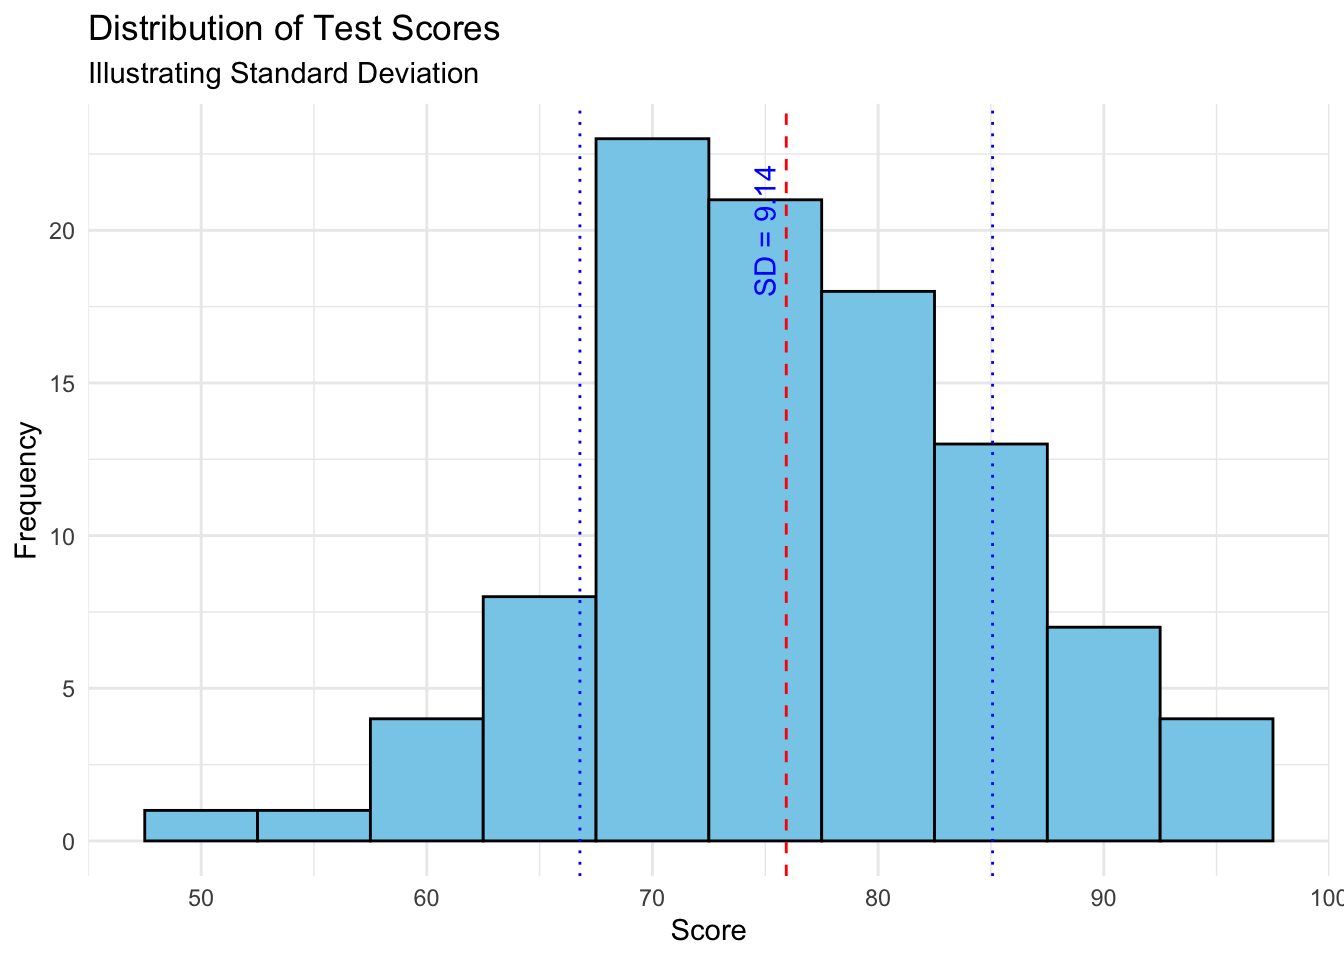 Distribution of Test Scores
Illustrating Standard Deviation
SD = 9.14
Frequency
20
15
10
5
0
50 60 70 80 90 100
Score